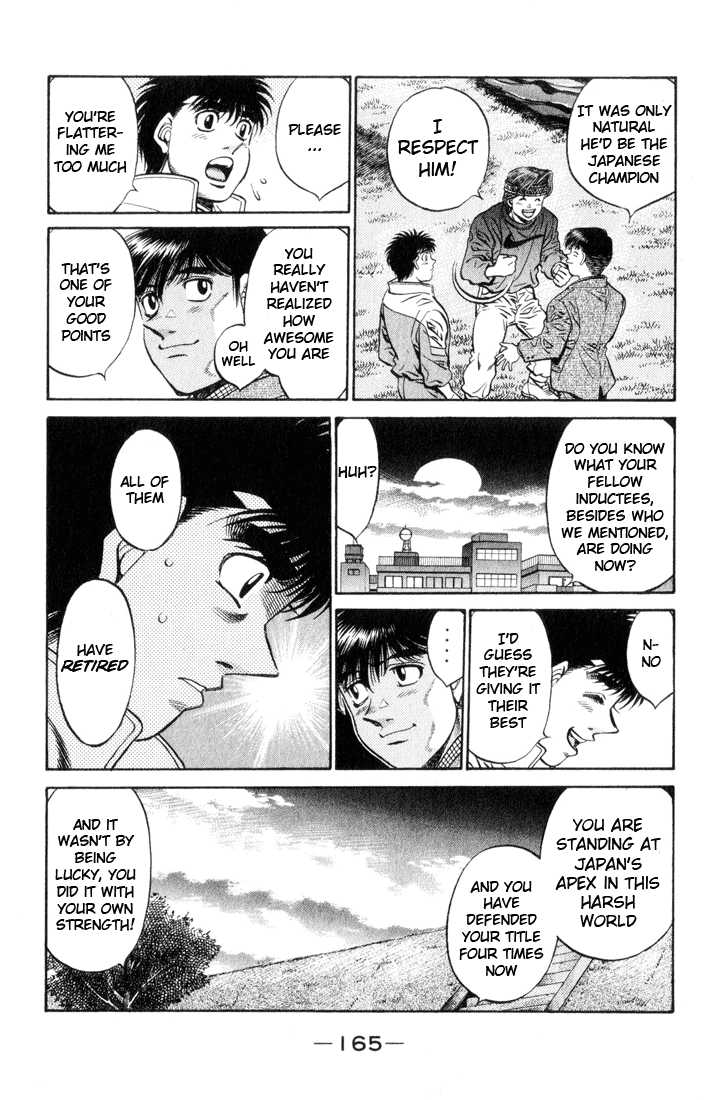 IT WAS ONLY
NATURAL
HE'D BE THE
JAPANESE
CHAMPION
I
RESPECT
HIM!
PLEASE
...
YOU'RE
FLATTER-
ING ME
TOO MUCH
YOU
REALLY
HAVEN'T
REALIZED
HOW
AWESOME
YOU ARE
OH
WELL
THAT'S
ONE OF
YOUR
GOOD
POINTS
DO YOU KNOW
WHAT YOUR
FELLOW
INDUCTEES,
BESIDES WHO
WE MENTIONED,
ARE DOING
NOW?
HUH?
N-
NO
I'D
GUESS
THEY'RE
GIVING IT
THEIR
BEST
....
ALL OF
THEM
HAVE
RETIRED
YOU ARE
STANDING AT
JAPAN'S
APEX IN THIS
HARSH
WORLD
AND YOU
HAVE
DEFENDED
YOUR TITLE
FOUR TIMES
NOW
AND IT
WASN'T BY
BEING
LUCKY, YOU
DID IT WITH
YOUR OWN
STRENGTH!
—165—